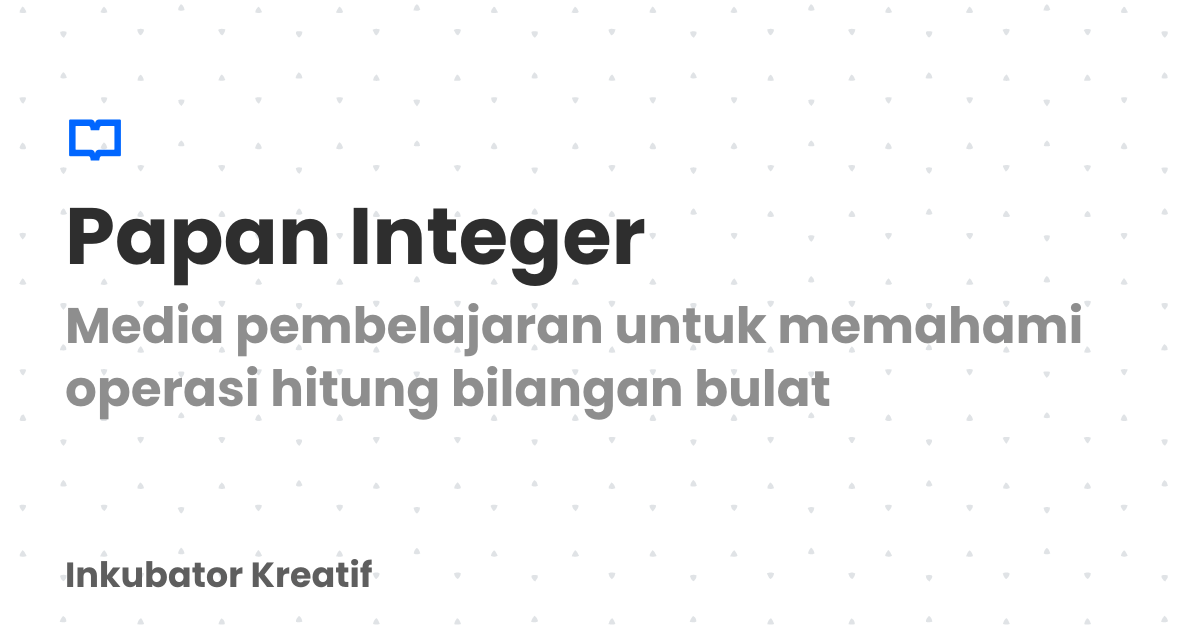 Papan Integer
Media pembelajaran untuk memahami
operasi hitung bilangan bulat
Inkubator Kreatif